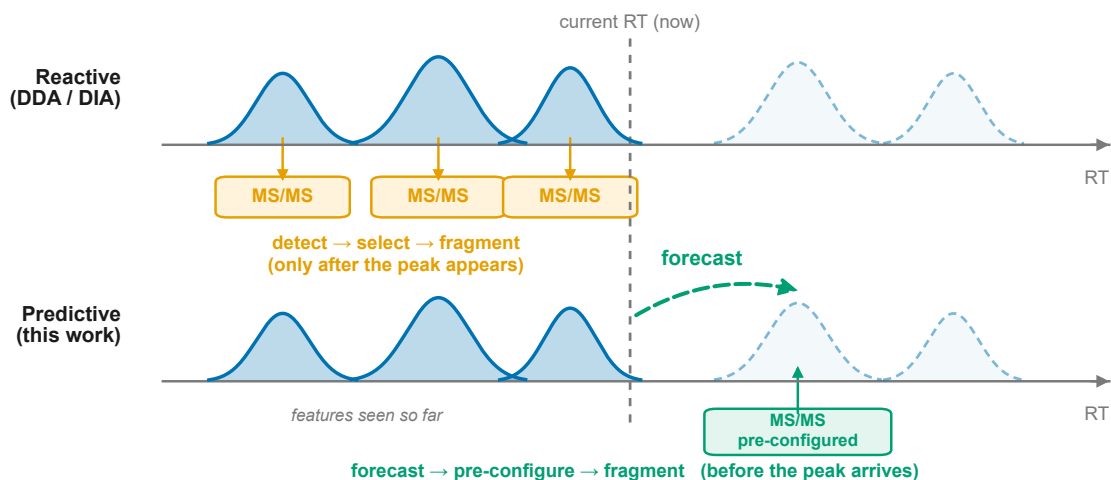 current RT (now)
Reactive
(DDA / DIA)
RT
MS/MS
MS/MS
MS/MS
detect → select → fragment
(only after the peak appears)
forecast
Predictive
(this work)
RT
features seen so far
MS/MS
pre-configured
forecast → pre-configure → fragment (before the peak arrives)